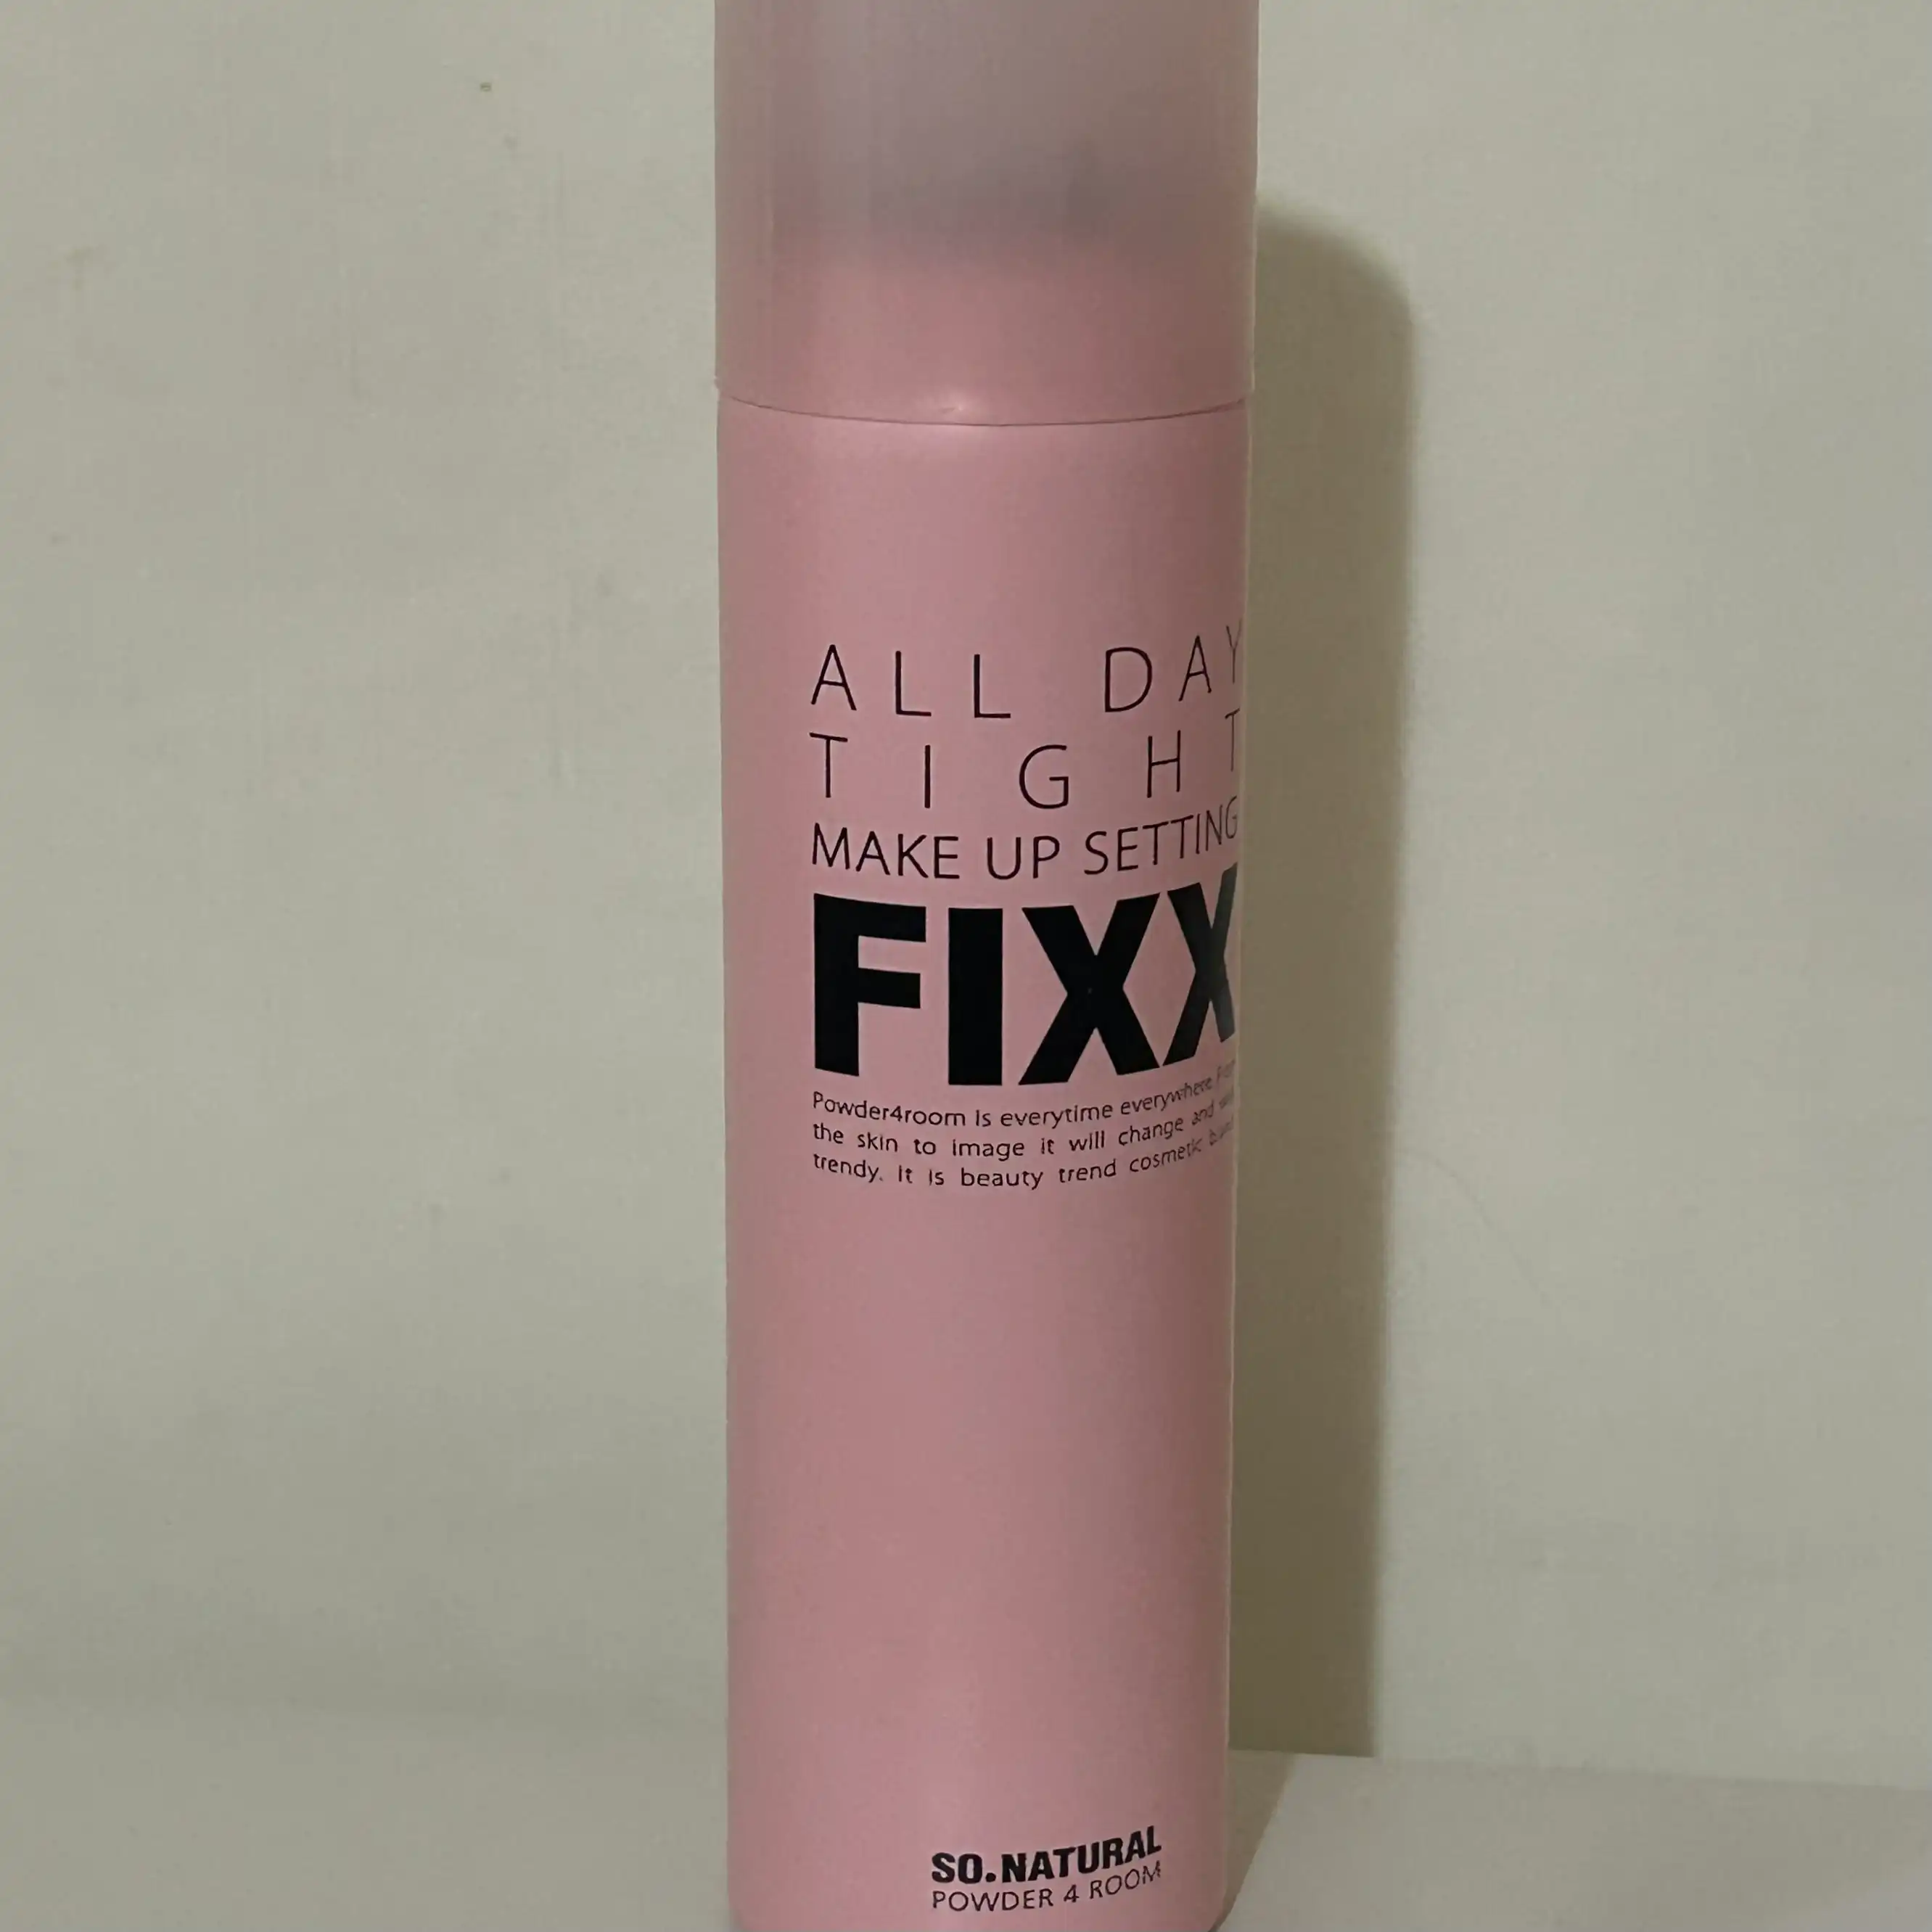 ALL DAY
TIGHT
MAKE UP SETTING
FIXX
Powder4room is everytime everywhere.
the skin to image it will change and
trendy. It is beauty trend cosmetic
SO.NATURAL
POWDER 4 ROOM